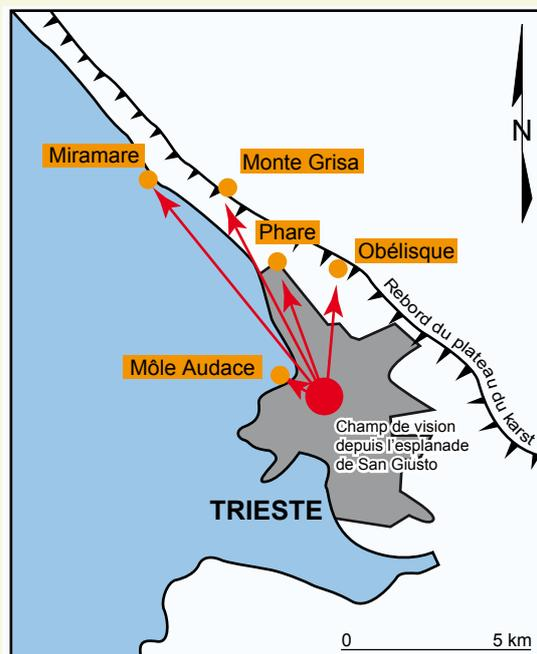 N
Miramare
Monte Grisa
Phare
Obélisque
Rebord du plateau du karst
Môle Audace
Champ de vision
depuis l'esplanade
de San Giusto
TRIESTE
0 5 km